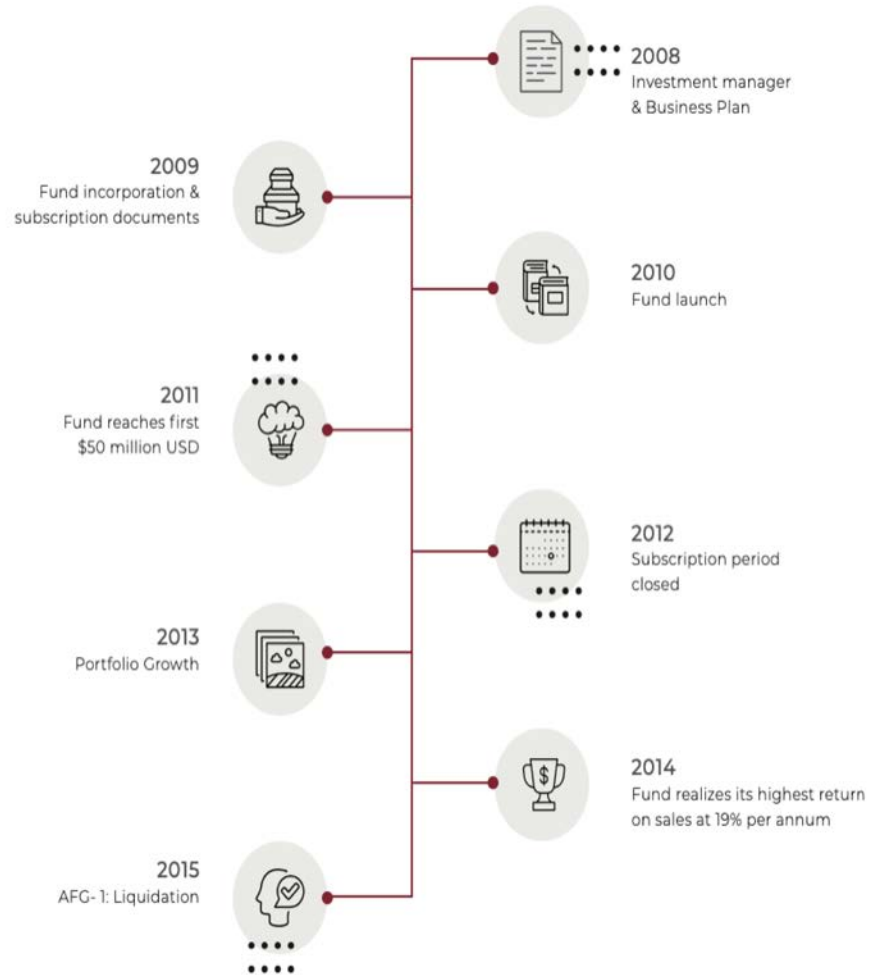 2008
Investment manager
& Business Plan
2009
Fund incorporation &
subscription documents
2010
Fund launch
2011
Fund reaches first
$50 million USD
2012
Subscription period
closed
2013
Portfolio Growth
2014
Fund realizes its highest return
on sales at 19% per annum
2015
AFG- 1: Liquidation